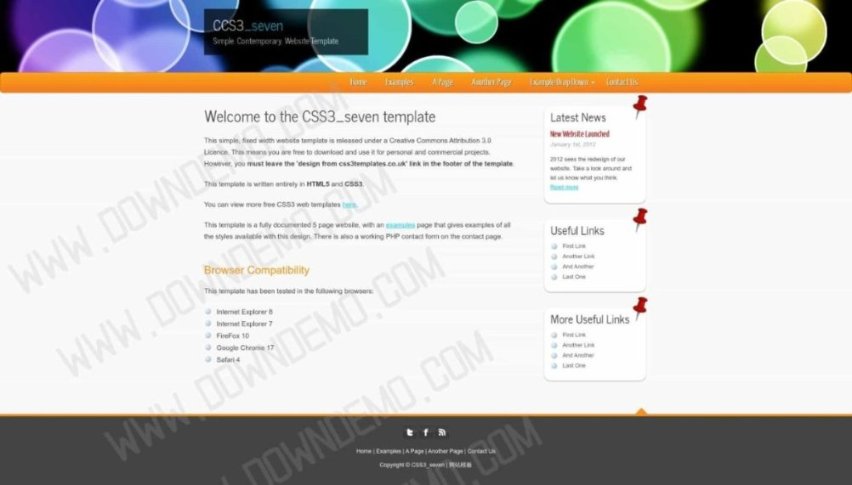 CCS3_seven
Simple. Contemporary. Website Template
Home Examples A Page Another Page Example Drop Down Contact Us
Welcome to the CSS3_seven template
This simple, fixed width website template is released under a Creative Commons Attribution 3.0
Licence. This means you are free to download and use it for personal and commercial projects.
However, you must leave the 'design from css3templates.co.uk' link in the footer of the template.
This template is written entirely in HTML5 and CSS3.
You can view more free CSS3 web templates here.
This template is a fully documented 5 page website, with an examples page that gives examples of all
the styles available with this design. There is also a working PHP contact form on the contact page.
Browser Compatibility
This template has been tested in the following browsers:
Internet Explorer 8
Internet Explorer 7
FireFox 10
Google Chrome 17
Safari 4
Latest News
New Website Launched
January 1st, 2012
2012 sees the redesign of our
website. Take a look around and
let us know what you think.
Read more
Useful Links
First Link
Another Link
And Another
Last One
More Useful Links
First Link
Another Link
And Another
Last One
Home | Examples | A Page | Another Page | Contact Us
Copyright © CSS3_seven | 网站模板
WWW.DOWNDEMO.COM
WWW.DOWNDEMO.COM
WWW.DOWNDEMO.COM
WWW.DOWNDEMO.COM